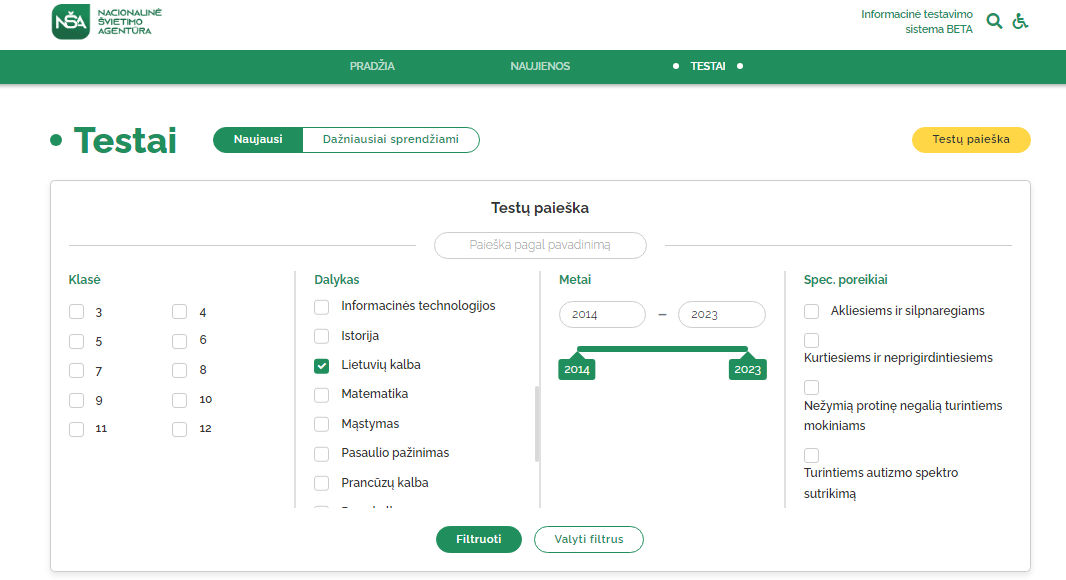 NŠA
NACIONALINĖ
ŠVIETIMO
AGENTŪRA
Informacinė testavimo
sistema BETA
PRADŽIA
NAUJIENOS
TESTAI
Testai
Naujausi
Dažniausiai sprendžiami
Testų paieška
Testų paieška
Paieška pagal pavadinimą
Klasė
3
4
5
6
7
8
9
10
11
12
Dalykas
Informacinės technologijos
Istorija
Lietuvių kalba
Matematika
Mąstymas
Pasaulio pažinimas
Prancūzų kalba
Metai
2014 – 2023
2014
2023
Spec. poreikiai
Akliesiems ir silpnaregiams
Kurtiesiems ir neprigirdintiesiems
Nežymią protinę negalią turintiems
mokiniams
Turintiems autizmo spektro
sutrikimą
Filtruoti
Valyti filtrus